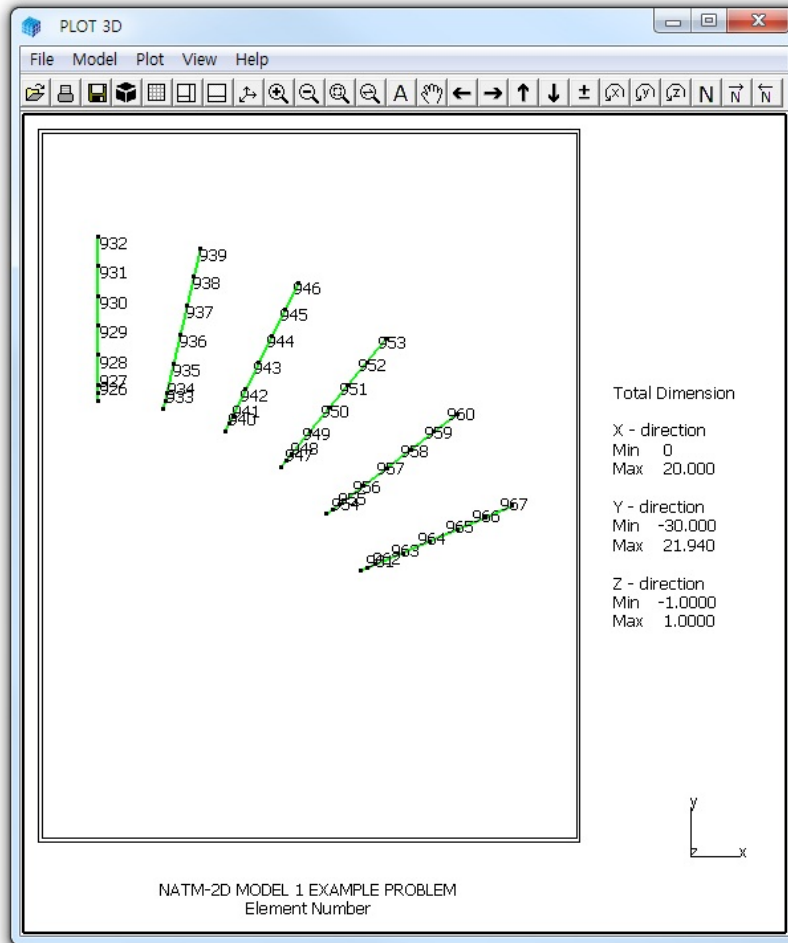 PLOT 3D
File Model Plot View Help
A N N N
932
931
930
929
928
927
926
939
938
937
936
935
934
933
946
945
944
943
942
941
940
953
952
951
950
949
948
947
960
959
958
957
956
955
954
967
966
965
964
963
962
961
Total Dimension
X - direction
Min 0
Max 20.000
Y - direction
Min -30.000
Max 21.940
Z - direction
Min -1.0000
Max 1.0000
y
z x
NATM-2D MODEL 1 EXAMPLE PROBLEM
Element Number